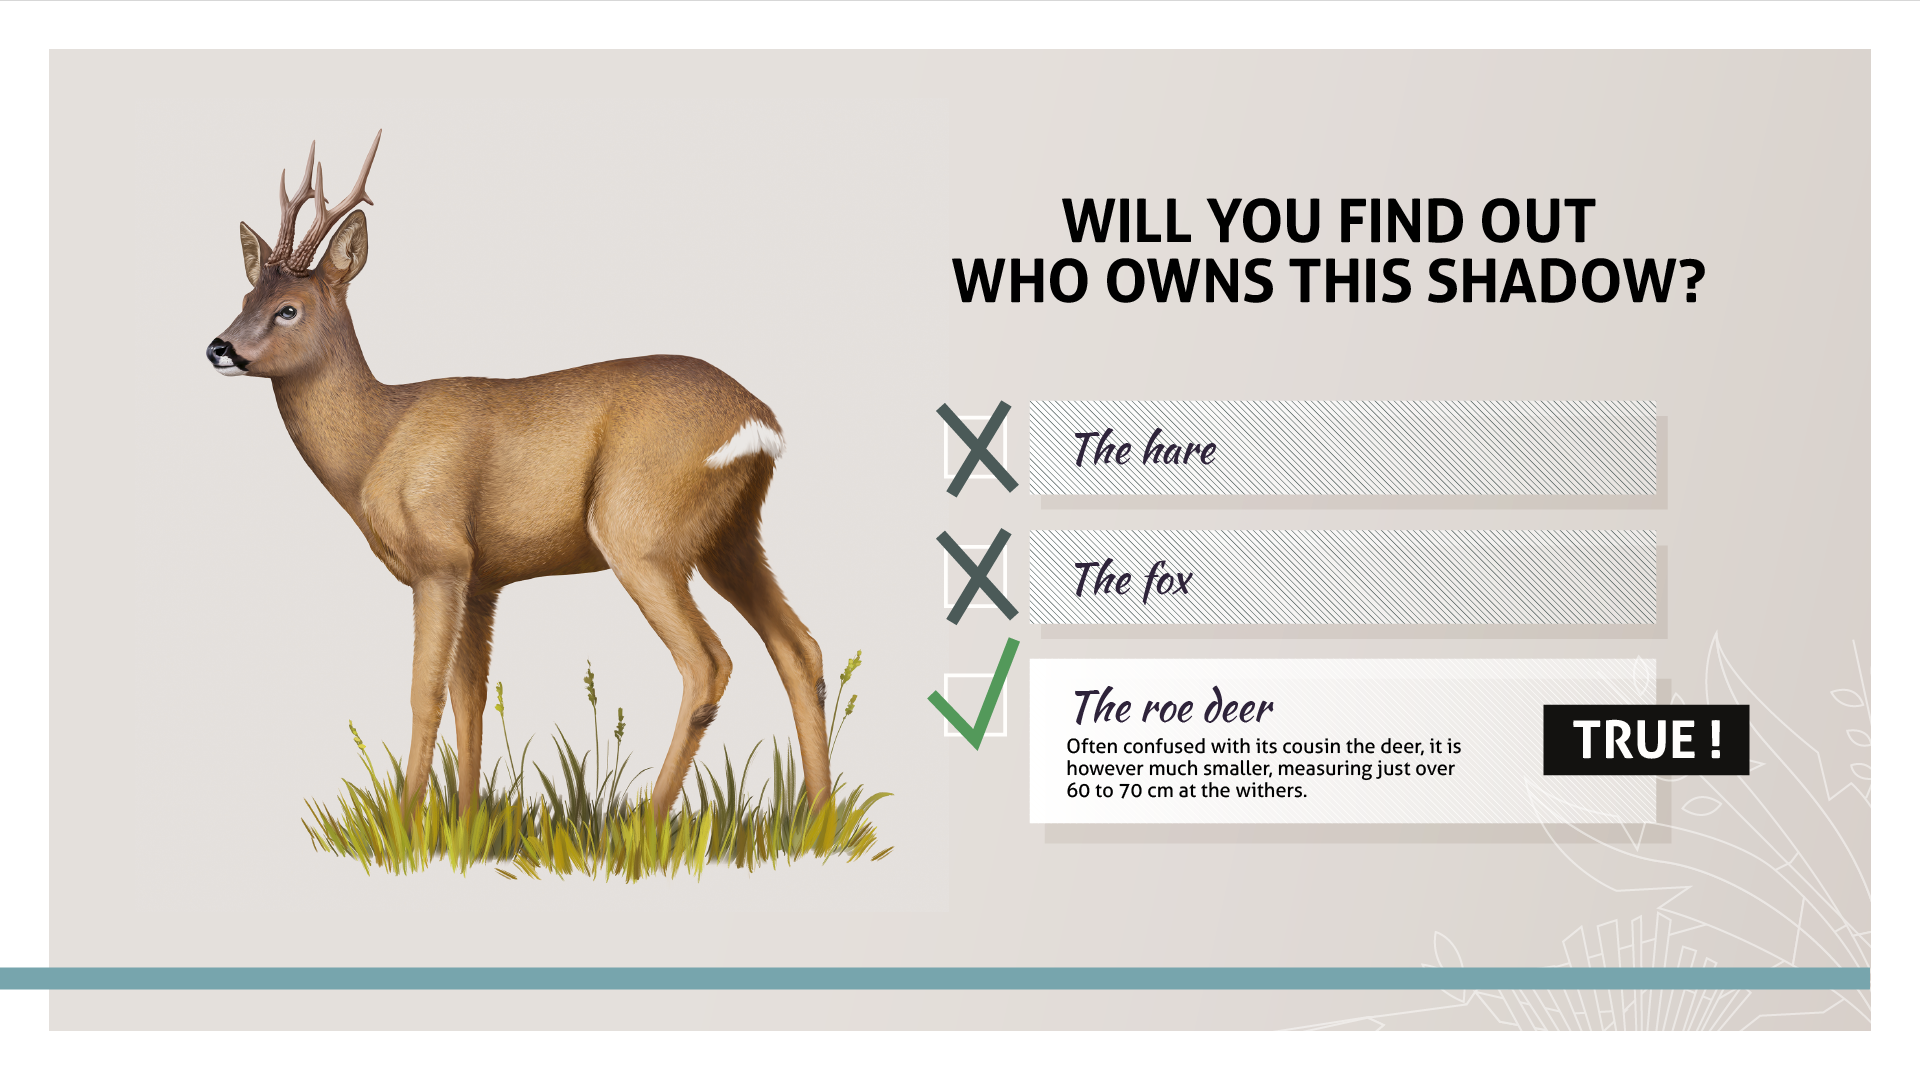 WILL YOU FIND OUT
WHO OWNS THIS SHADOW?
The hare
The fox
The roe deer
Often confused with its cousin the deer, it is
however much smaller, measuring just over
60 to 70 cm at the withers.
TRUE !